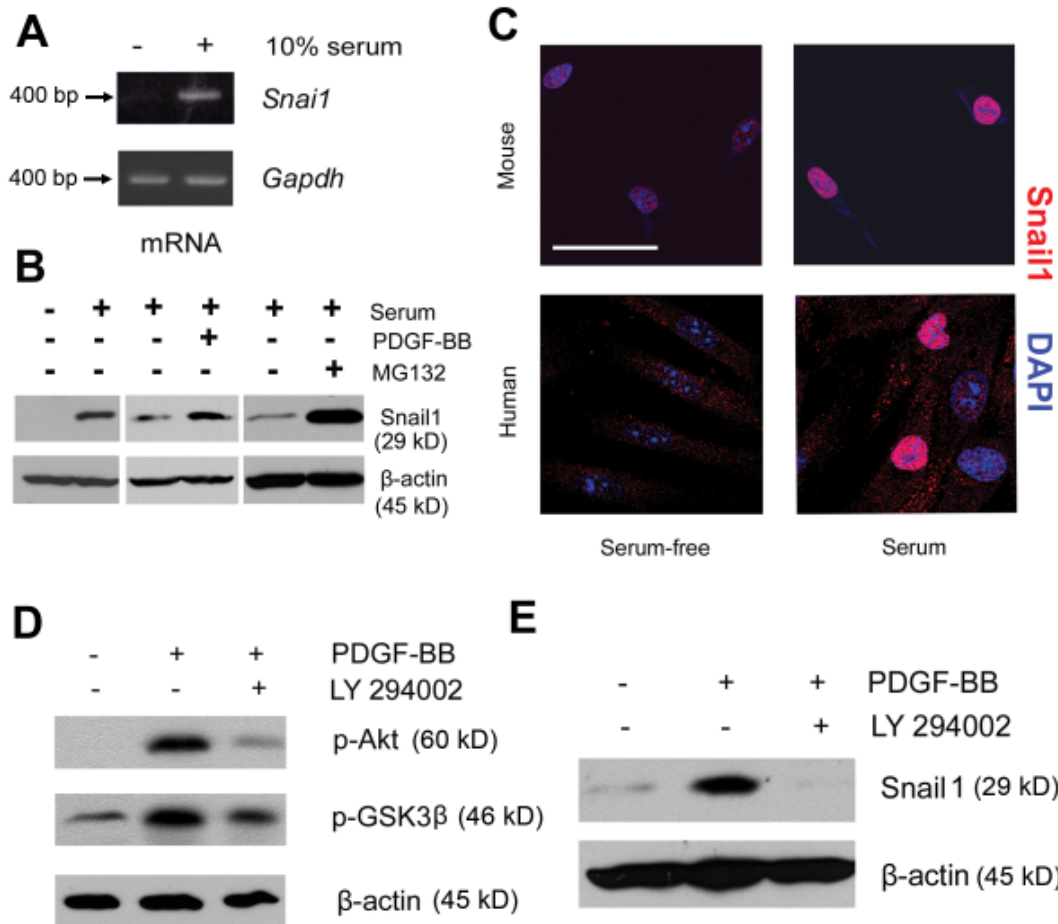 A
- + 10% serum
400 bp Snai1
400 bp Gapdh
mRNA
B
- + + + + + Serum
- - - + - - PDGF-BB
- - - - - + MG132
Snail1
(29 kD)
β-actin
(45 kD)
C
Mouse
Human
Serum-free Serum
Snail1 DAPI
D
- + + PDGF-BB
- - + LY 294002
p-Akt (60 kD)
p-GSK3β (46 kD)
β-actin (45 kD)
E
- + + PDGF-BB
- - + LY 294002
Snail 1 (29 kD)
β-actin (45 kD)